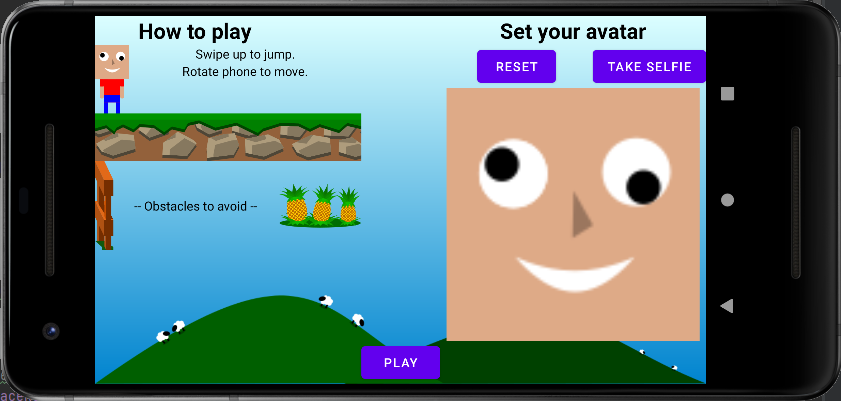 How to play
Swipe up to jump.
Rotate phone to move.
-- Obstacles to avoid --
Set your avatar
RESET
TAKE SELFIE
PLAY